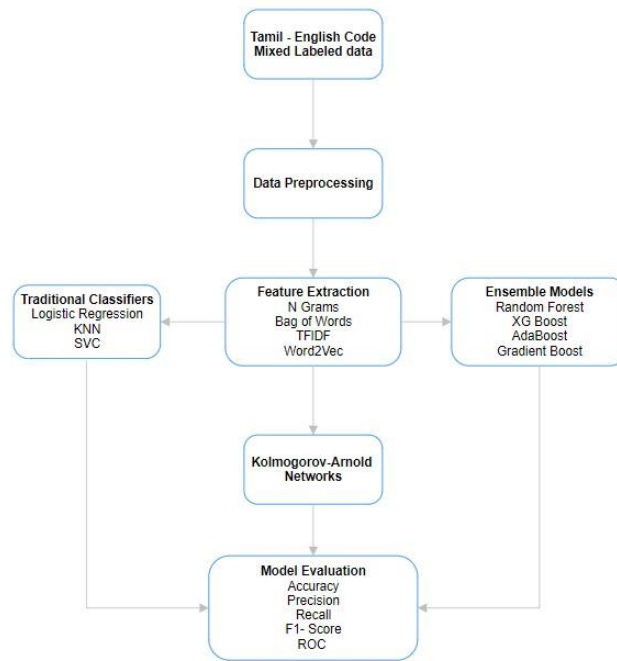 Tamil - English Code
Mixed Labeled data
Data Preprocessing
Traditional Classifiers
Logistic Regression
KNN
SVC
Feature Extraction
N Grams
Bag of Words
TFIDF
Word2Vec
Ensemble Models
Random Forest
XG Boost
AdaBoost
Gradient Boost
Kolmogorov-Arnold
Networks
Model Evaluation
Accuracy
Precision
Recall
F1- Score
ROC